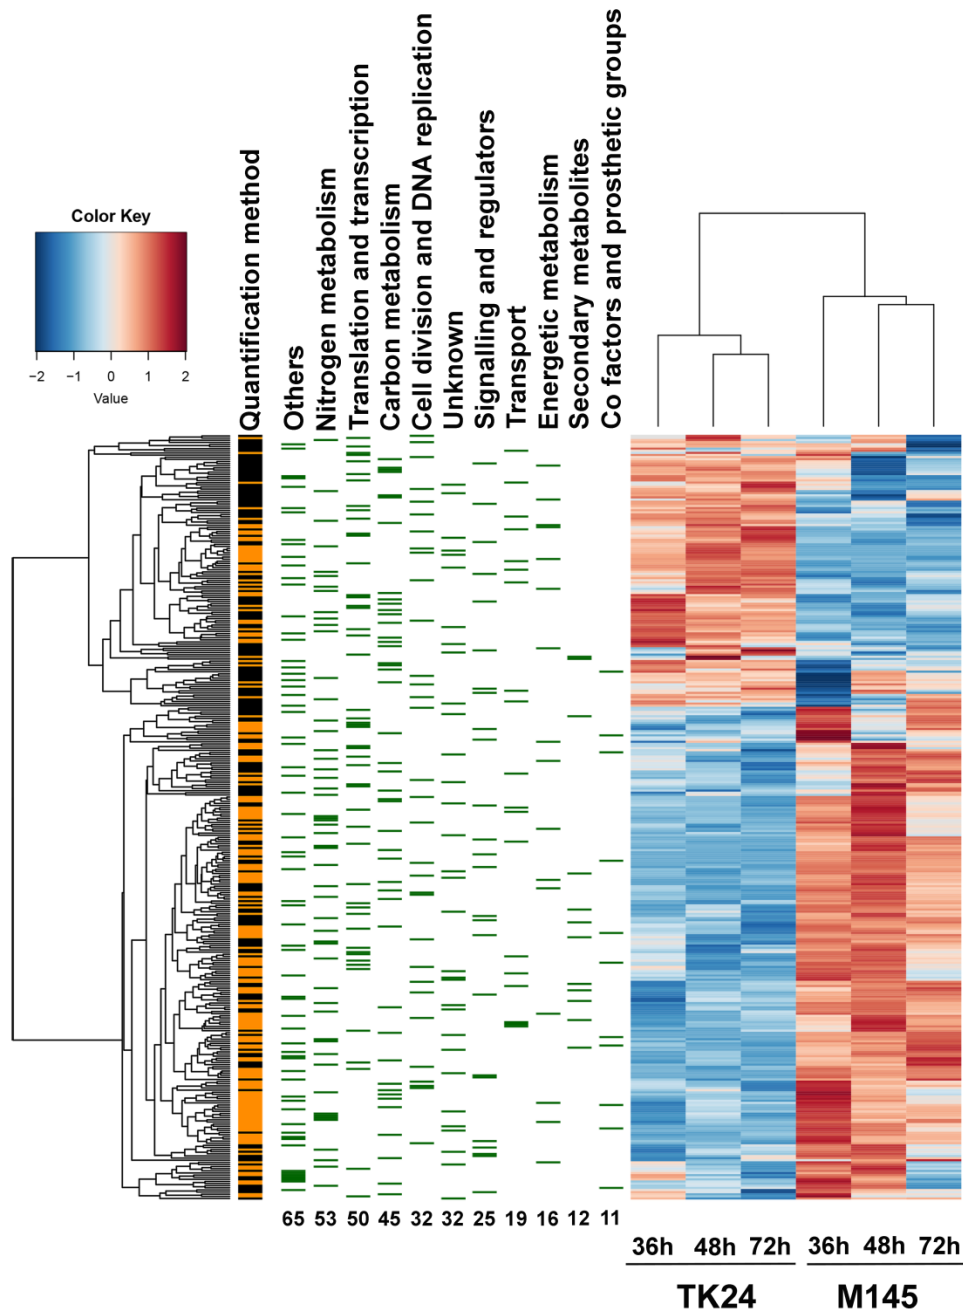 Color Key
−2 −1 0 1 2
Value
Quantification method
Others
Nitrogen metabolism
Translation and transcription
Carbon metabolism
Cell division and DNA replication
Unknown
Signalling and regulators
Transport
Energetic metabolism
Secondary metabolites
Co factors and prosthetic groups
65 53 50 45 32 32 25 19 16 12 11
36h 48h 72h 36h 48h 72h
TK24 M145